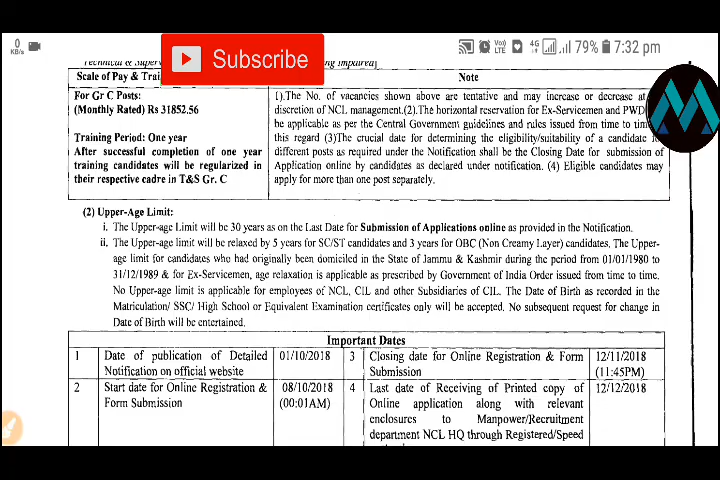 0
KB/s
Vo))
LTE
4G
79%
7:32 pm
Subscribe
Technical & Super
ing Impaired)
Scale of Pay & Trai
Note
For Gr C Posts:
(Monthly Rated) Rs 31852.56
Training Period: One year
After successful completion of one year
training candidates will be regularized in
their respective cadre in T&S Gr. C
1).The No of vacancies shown above are tentative and may increase or decrease at
discretion of NCL management.(2).The horizontal reservation for Ex-Servicemen and PWD
be applicable as per the Central Government guidelines and rules issued from time to tim
this regard (3)The crucial date for determining the eligibility/suitability of a candidate
different posts as required under the Notification shall be the Closing Date for submission of
Application online by candidates as declared under notification. (4) Eligible candidates may
apply for more than one post separately.
(2) Upper-Age Limit:
i. The Upper-age Limit will be 30 years as on the Last Date for Submission of Applications online as provided in the Notification.
ii. The Upper-age limit will be relaxed by 5 years for SC/ST candidates and 3 years for OBC (Non Creamy Layer) candidates. The Upper-
age limit for candidates who had originally been domiciled in the State of Jammu & Kashmir during the period from 01/01/1980 to
31/12/1989 & for Ex-Servicemen, age relaxation is applicable as prescribed by Government of India Order issued from time to time.
No Upper-age limit is applicable for employees of NCL, CIL and other Subsidiaries of CIL. The Date of Birth as recorded in the
Matriculation/ SSC/ High School or Equivalent Examination certificates only will be accepted. No subsequent request for change in
Date of Birth will be entertained.
Important Dates
1 Date of publication of Detailed Notification on official website 01/10/2018
3 Closing date for Online Registration & Form Submission 12/11/2018 (11:45PM)
2 Start date for Online Registration & Form Submission 08/10/2018 (00:01AM)
4 Last date of Receiving of Printed copy of
Online application along with relevant
enclosures to Manpower/Recruitment
department NCL HQ through Registered/Speed
12/12/2018